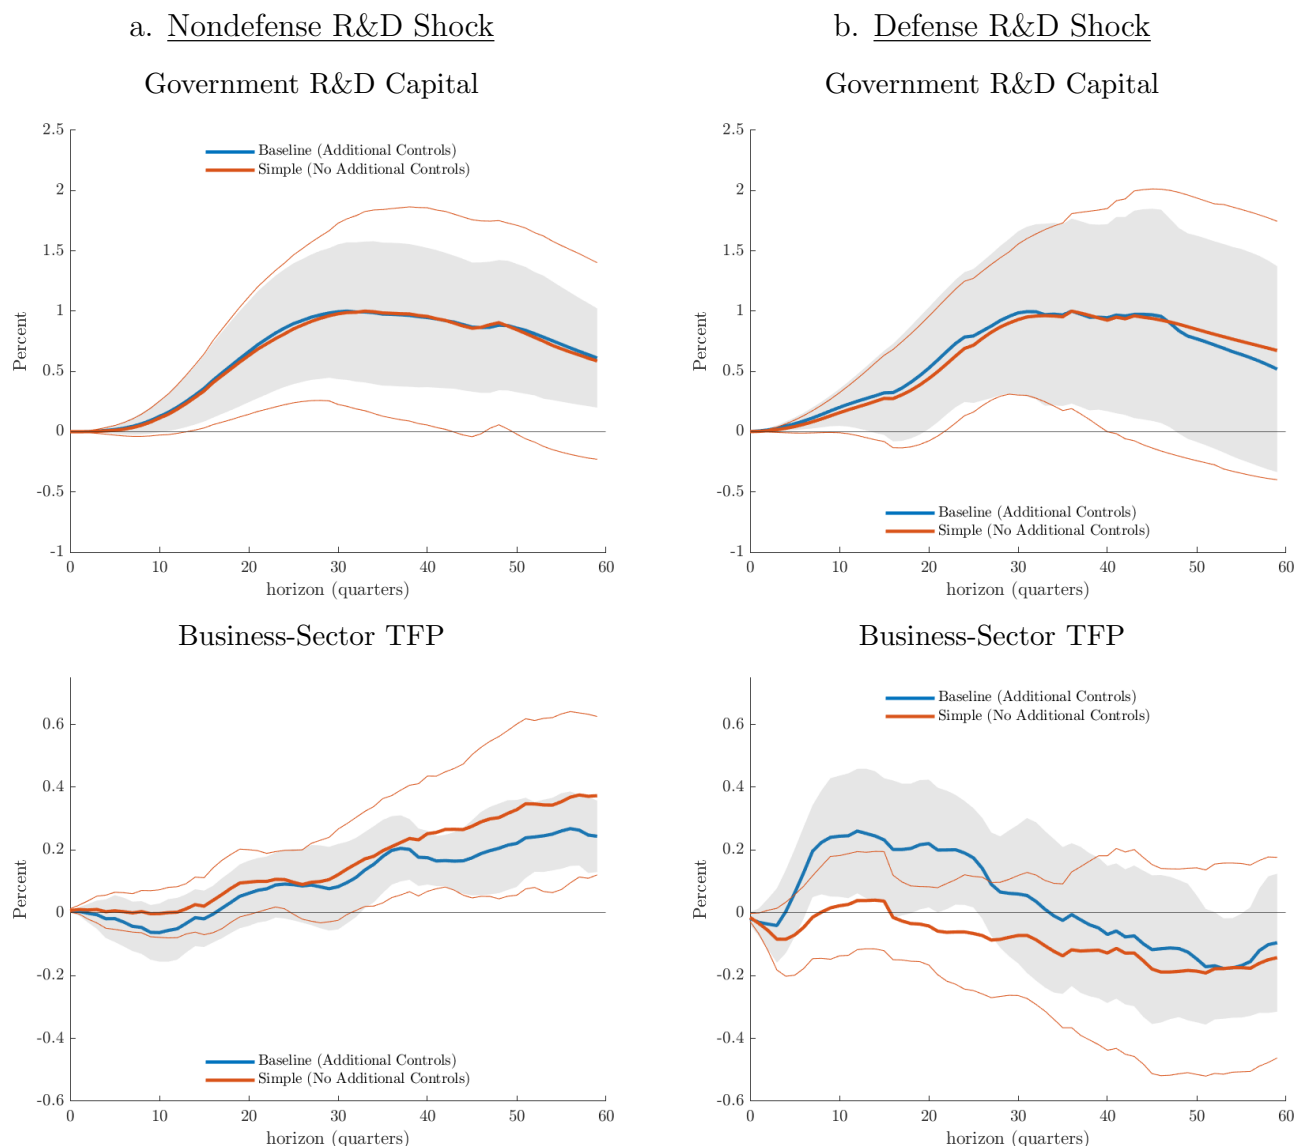 a. Nondefense R&D Shock
Government R&D Capital
2.5
2
1.5
1
0.5
0
-0.5
-1
Percent
Baseline (Additional Controls)
Simple (No Additional Controls)
0 10 20 30 40 50 60
horizon (quarters)
b. Defense R&D Shock
Government R&D Capital
2.5
2
1.5
1
0.5
0
-0.5
-1
Percent
Baseline (Additional Controls)
Simple (No Additional Controls)
0 10 20 30 40 50 60
horizon (quarters)
Business-Sector TFP
0.6
0.4
0.2
0
-0.2
-0.4
-0.6
Percent
Baseline (Additional Controls)
Simple (No Additional Controls)
0 10 20 30 40 50 60
horizon (quarters)
Business-Sector TFP
0.6
0.4
0.2
0
-0.2
-0.4
-0.6
Percent
Baseline (Additional Controls)
Simple (No Additional Controls)
0 10 20 30 40 50 60
horizon (quarters)